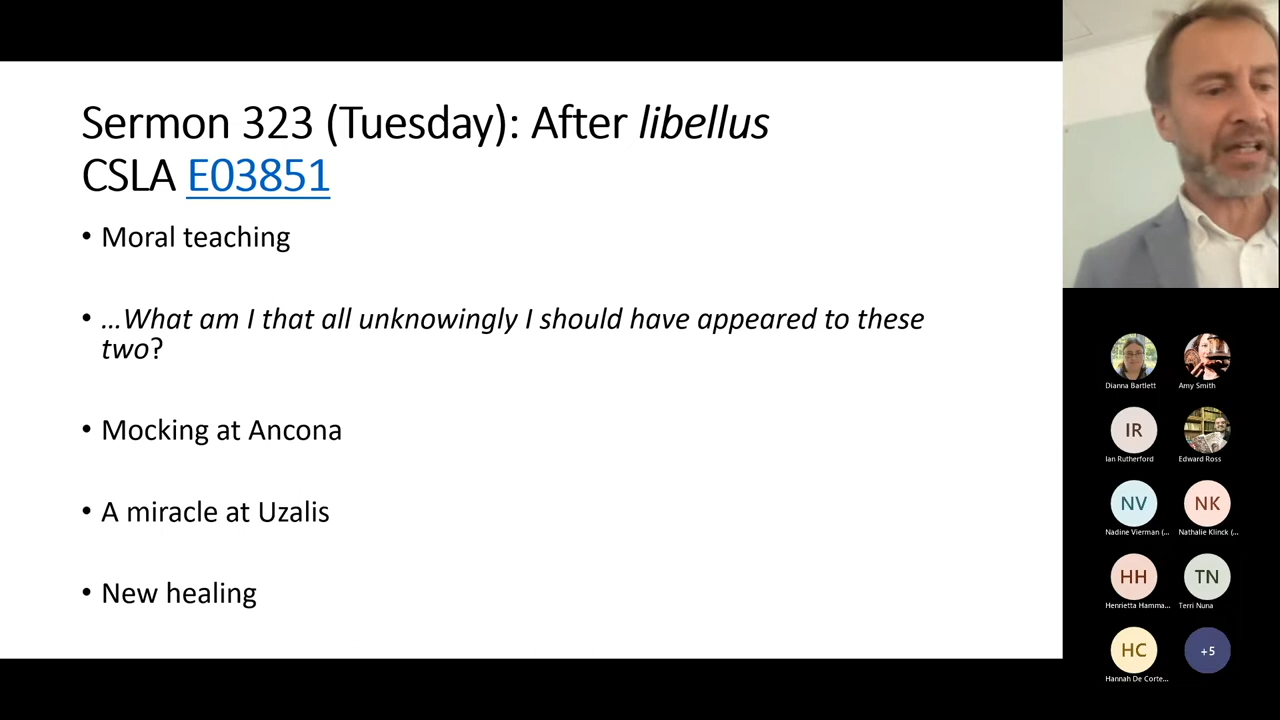 Sermon 323 (Tuesday): After libellus
CSLA E03851
• Moral teaching
• …What am I that all unknowingly I should have appeared to these
two?
• Mocking at Ancona
• A miracle at Uzalis
• New healing
Dianna Bartlett
Amy Smith
IR
Ian Rutherford
Edward Ross
NV
Nadine Vierman (...
NK
Nathalie Klinck (...
HH
Henrietta Hamma...
TN
Terri Nuna
HC
Hannah De Corte...
+5